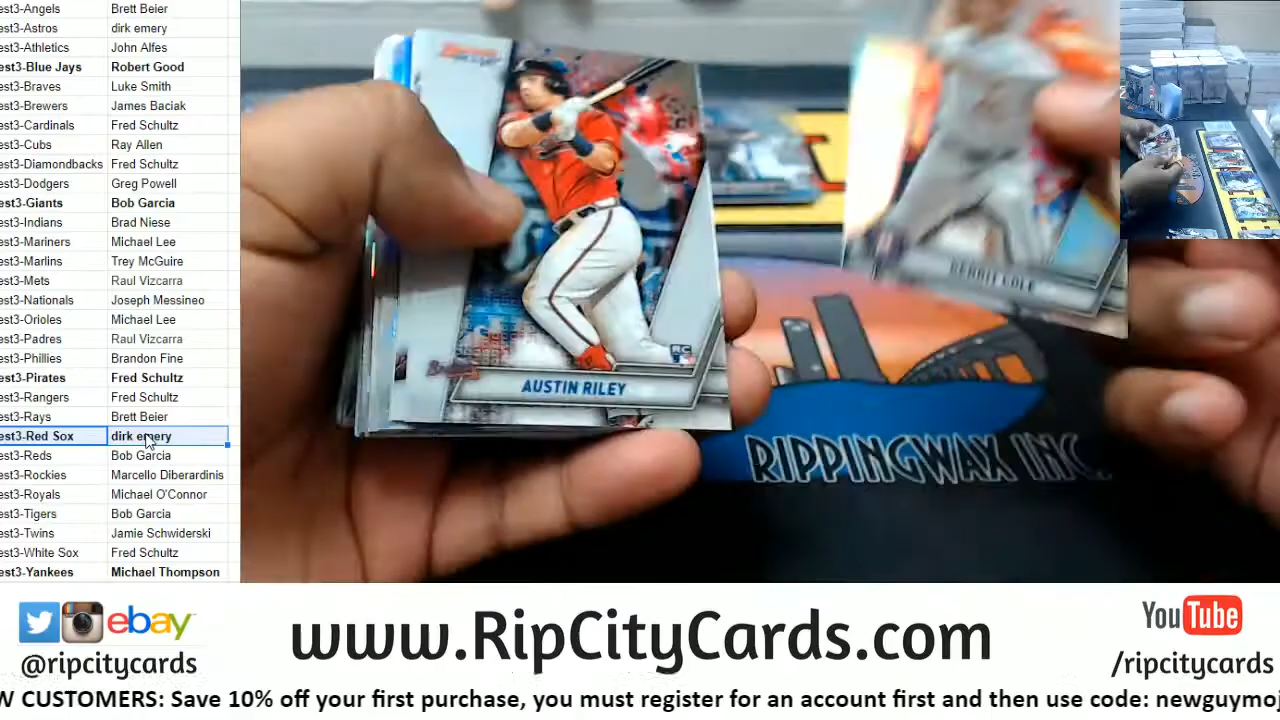 est3-Angels Brett Beier
est3-Astros dirk emery
est3-Athletics John Alfes
est3-Blue Jays Robert Good
est3-Braves Luke Smith
est3-Brewers James Baciak
est3-Cardinals Fred Schultz
est3-Cubs Ray Allen
est3-Diamondbacks Fred Schultz
est3-Dodgers Greg Powell
est3-Giants Bob Garcia
est3-Indians Brad Niese
est3-Mariners Michael Lee
est3-Marlins Trey McGuire
est3-Mets Raul Vizcarra
est3-Nationals Joseph Messineo
est3-Orioles Michael Lee
est3-Padres Raul Vizcarra
est3-Phillies Brandon Fine
est3-Pirates Fred Schultz
est3-Rangers Fred Schultz
est3-Rays Brett Beier
est3-Red Sox dirk emery
est3-Reds Bob Garcia
est3-Rockies Marcello Diberardinis
est3-Royals Michael O'Connor
est3-Tigers Bob Garcia
est3-Twins Jamie Schwiderski
est3-White Sox Fred Schultz
est3-Yankees Michael Thompson
AUSTIN RILEY
RC
COLE
RIPPINGWAX INC.
ebay
@ripcitycards
www.RipCityCards.com
YouTube
/ripcitycards
W CUSTOMERS: Save 10% off your first purchase, you must register for an account first and then use code: newguymoj